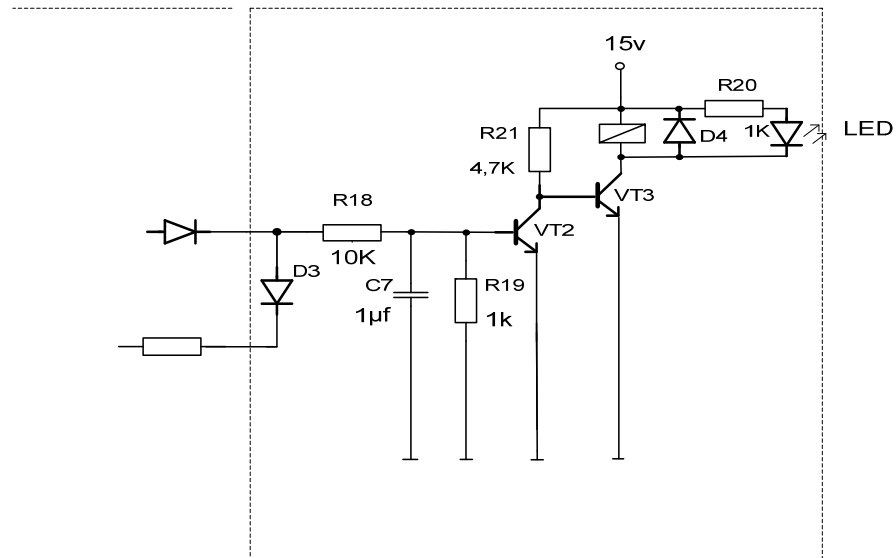 15v
R20
R21
1K
LED
D4
4,7K
R18
VT3
VT2
10K
D3
C7
R19
1µf
1k